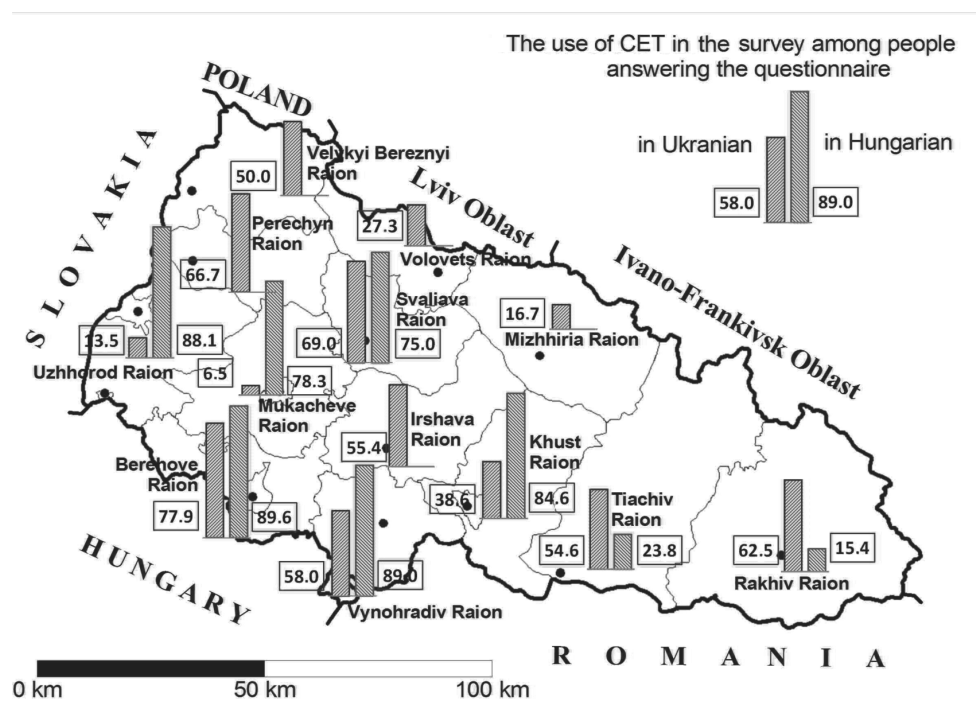 The use of CET in the survey among people
answering the questionnaire
in Ukranian
in Hungarian
58.0
89.0
POLAND
SLOVAKIA
Lviv Oblast
Ivano-Frankivsk Oblast
HUNGARY
ROMANIA
50.0
Velykyi Bereznyi
Raion
Perechyn
Raion
66.7
27.3
Volovets Raion
Svaliava
Raion
69.0
75.0
16.7
Mizhhiria Raion
13.5
88.1
Uzhhorod Raion
6.5
78.3
Mukacheve
Raion
Irshava
Raion
55.4
Khust
Raion
38.6
84.6
Berehove
Raion
77.9
89.6
58.0
89.0
Vynohradiv Raion
Tiachiv
Raion
54.6
23.8
62.5
15.4
Rakhiv Raion
0 km
50 km
100 km